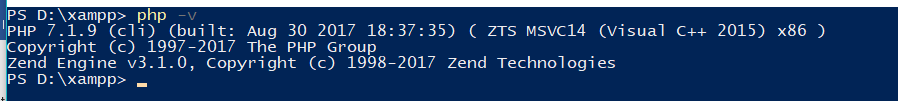 PS D:\xampp> php -v
PHP 7.1.9 (cli) (built: Aug 30 2017 18:37:35) ( ZTS MSVC14 (Visual C++ 2015) x86 )
Copyright (c) 1997-2017 The PHP Group
Zend Engine v3.1.0, Copyright (c) 1998-2017 Zend Technologies
PS D:\xampp> _